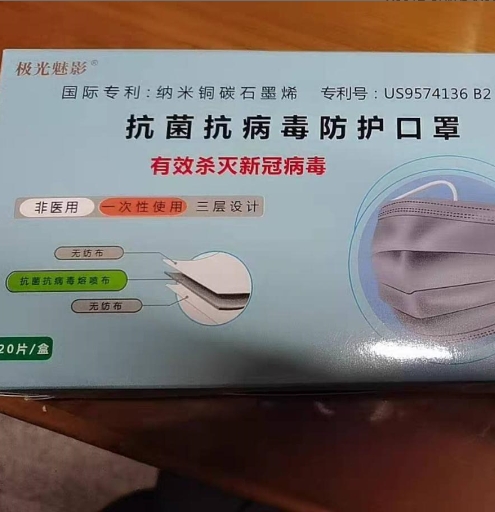 极光魅影®
国际专利:纳米铜碳石墨烯 专利号:US9574136 B2
抗菌抗病毒防护口罩
有效杀灭新冠病毒
非医用 一次性使用 三层设计
无纺布
抗菌抗病毒熔喷布
无纺布
20片/盒